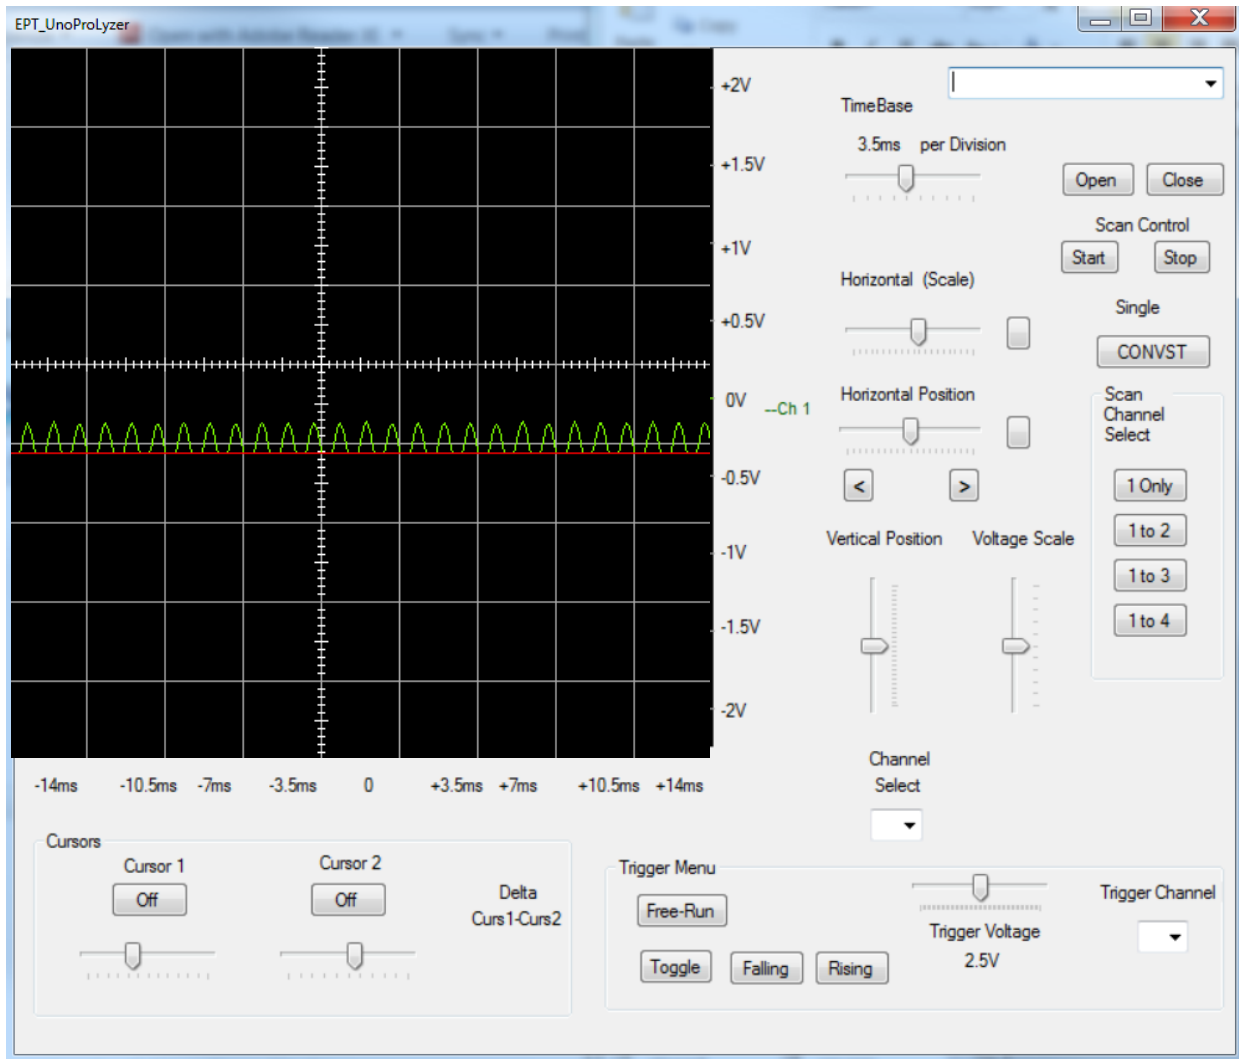 EPT_UnoProLyzer
Copy
+2V
TimeBase
3.5ms per Division
+1.5V
Open Close
Scan Control
+1V
Start Stop
Horizontal (Scale)
Single
+0.5V
CONVST
0V
--Ch 1
Horizontal Position
Scan
Channel
Select
-0.5V
< >
1 Only
1 to 2
1 to 3
1 to 4
Vertical Position Voltage Scale
-1V
-1.5V
-2V
Channel
Select
-14ms -10.5ms -7ms -3.5ms 0 +3.5ms +7ms +10.5ms +14ms
Cursors
Cursor 1 Cursor 2
Off Off
Delta
Curs1-Curs2
Trigger Menu
Free-Run
Toggle Falling Rising
Trigger Voltage
2.5V
Trigger Channel